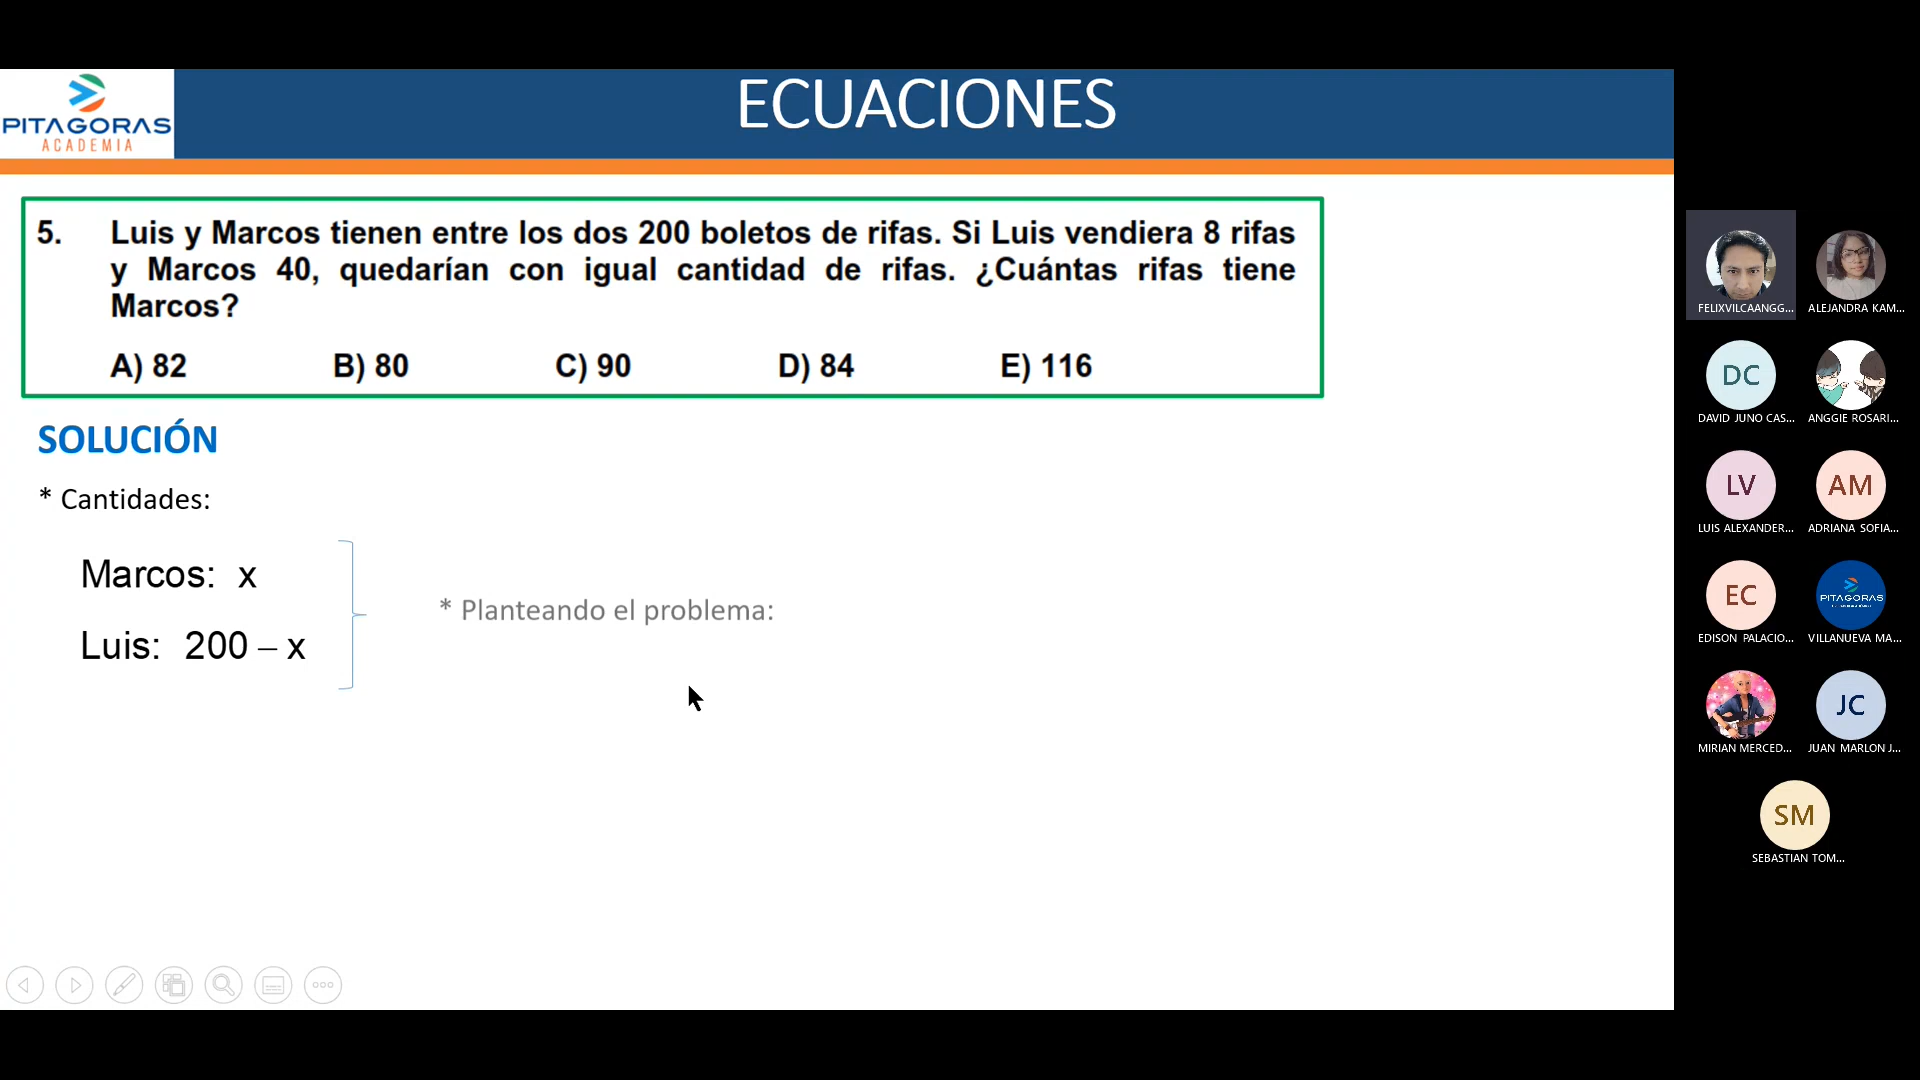 PITAGORAS
ACADEMIA
ECUACIONES
5. Luis y Marcos tienen entre los dos 200 boletos de rifas. Si Luis vendiera 8 rifas
y Marcos 40, quedarían con igual cantidad de rifas. ¿Cuántas rifas tiene
Marcos?
A) 82 B) 80 C) 90 D) 84 E) 116
SOLUCIÓN
* Cantidades:
Marcos: x
Luis: 200 – x
* Planteando el problema:
FELIXVILCAANGG...
ALEJANDRA KAM...
DC
DAVID JUNO CAS...
ANGGIE ROSARI...
LV
LUIS ALEXANDER...
AM
ADRIANA SOFIA...
EC
EDISON PALACIO...
PITAGORAS
VILLANUEVA MA...
MIRIAN MERCED...
JC
JUAN MARLON J...
SM
SEBASTIAN TOM...